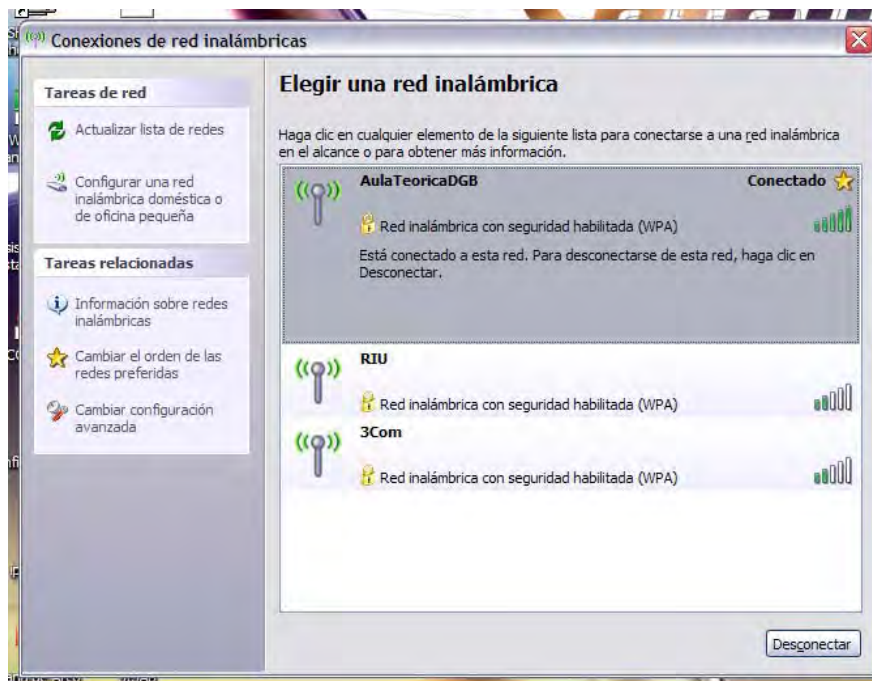 Conexiones de red inalámbricas
Tareas de red
Actualizar lista de redes
Configurar una red
inalámbrica doméstica o
de oficina pequeña
Tareas relacionadas
Información sobre redes
inalámbricas
Cambiar el orden de las
redes preferidas
Cambiar configuración
avanzada
Elegir una red inalámbrica
Haga clic en cualquier elemento de la siguiente lista para conectarse a una red inalámbrica
en el alcance o para obtener más información.
AulaTeoricaDGB
Conectado
Red inalámbrica con seguridad habilitada (WPA)
Está conectado a esta red. Para desconectarse de esta red, haga clic en
Desconectar.
RIU
Red inalámbrica con seguridad habilitada (WPA)
3Com
Red inalámbrica con seguridad habilitada (WPA)
Desconectar